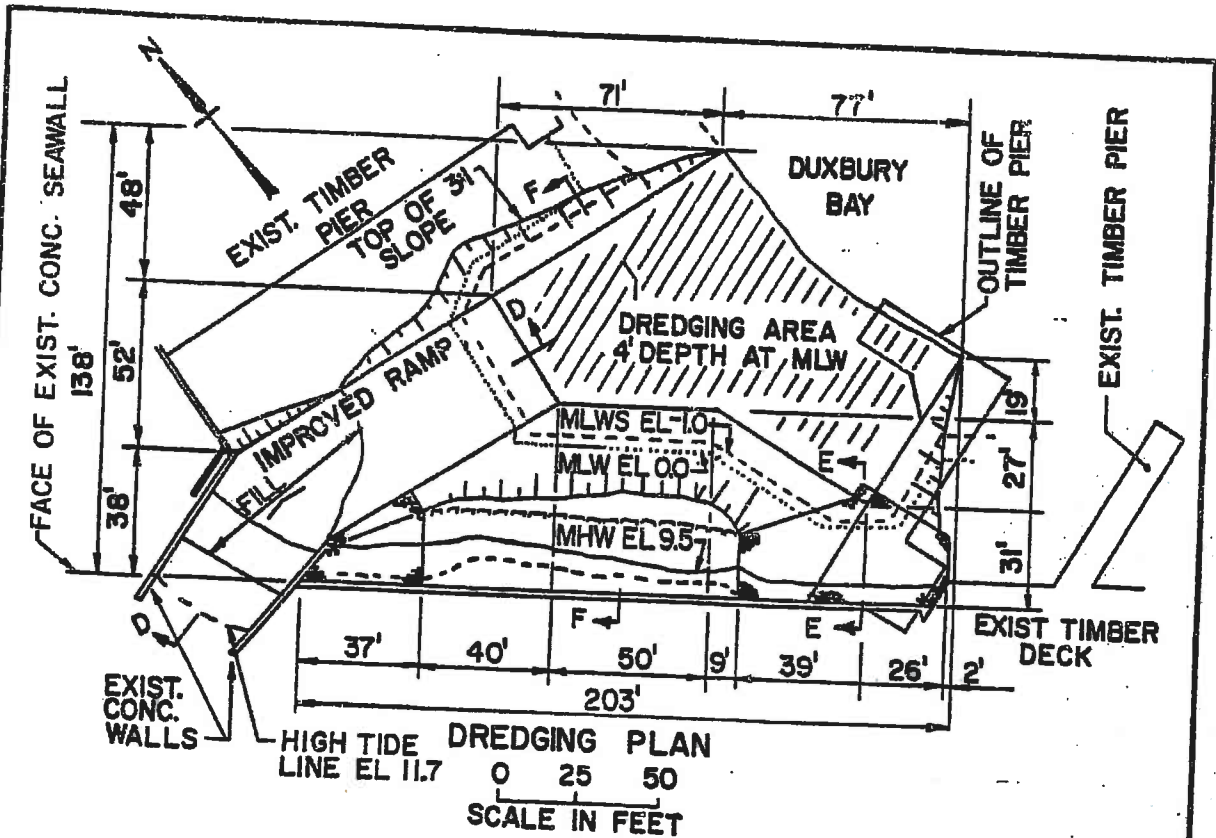 N
71'
77'
FACE OF EXIST. CONC. SEAWALL
138'
48'
52'
38'
EXIST. TIMBER
PIER
TOP OF 3:1
SLOPE
F
DUXBURY
BAY
OUTLINE OF
TIMBER PIER
EXIST. TIMBER PIER
D
DREDGING AREA
4' DEPTH AT MLW
IMPROVED RAMP
FILL
MLWS EL-1.0
MLW EL 0.0
MHW EL 9.5
E
19'
27'
31'
D
F
E
EXIST TIMBER
DECK
37'
40'
50'
9'
39'
26'
2'
203'
EXIST.
CONC.
WALLS
HIGH TIDE
LINE EL 11.7
DREDGING PLAN
0 25 50
SCALE IN FEET